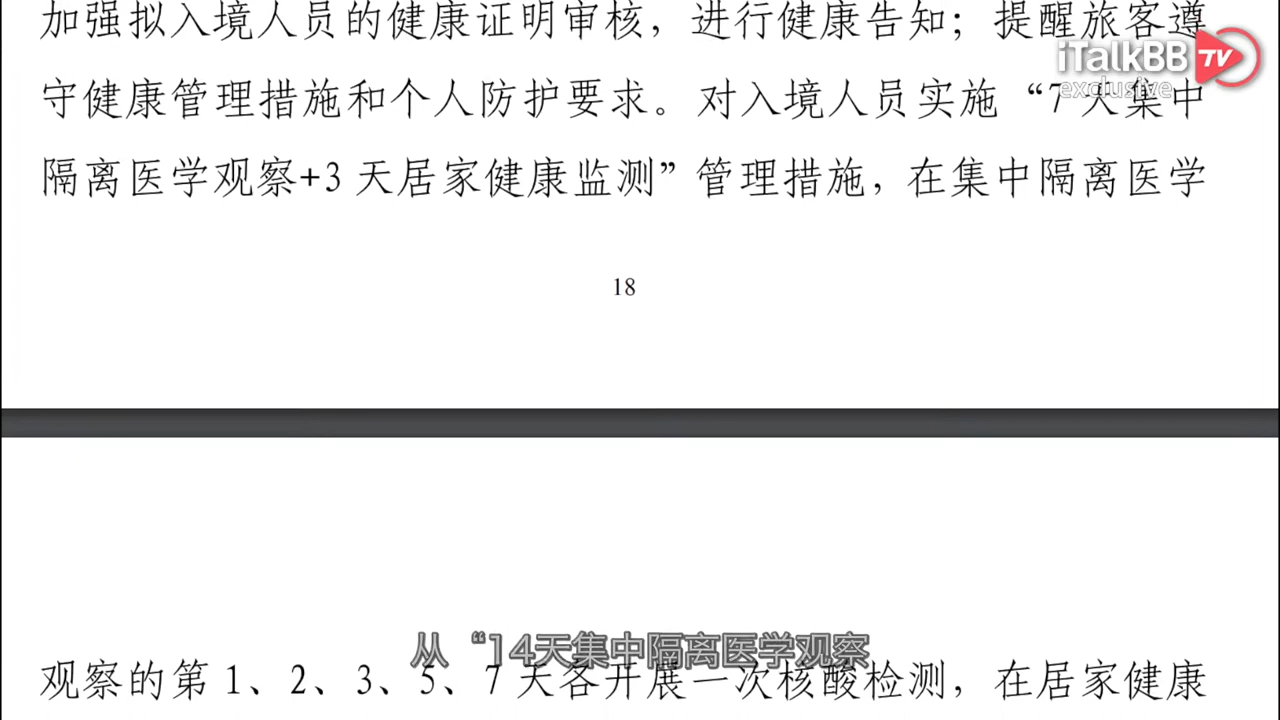 加强拟入境人员的健康证明审核，进行健康告知；提醒旅客遵
iTalkBB TV
exclusive
守健康管理措施和个人防护要求。对入境人员实施“7 天集中
隔离医学观察+3 天居家健康监测”管理措施，在集中隔离医学
18
从“14天集中隔离医学观察
观察的第 1、2、3、5、7 天各开展一次核酸检测，在居家健康